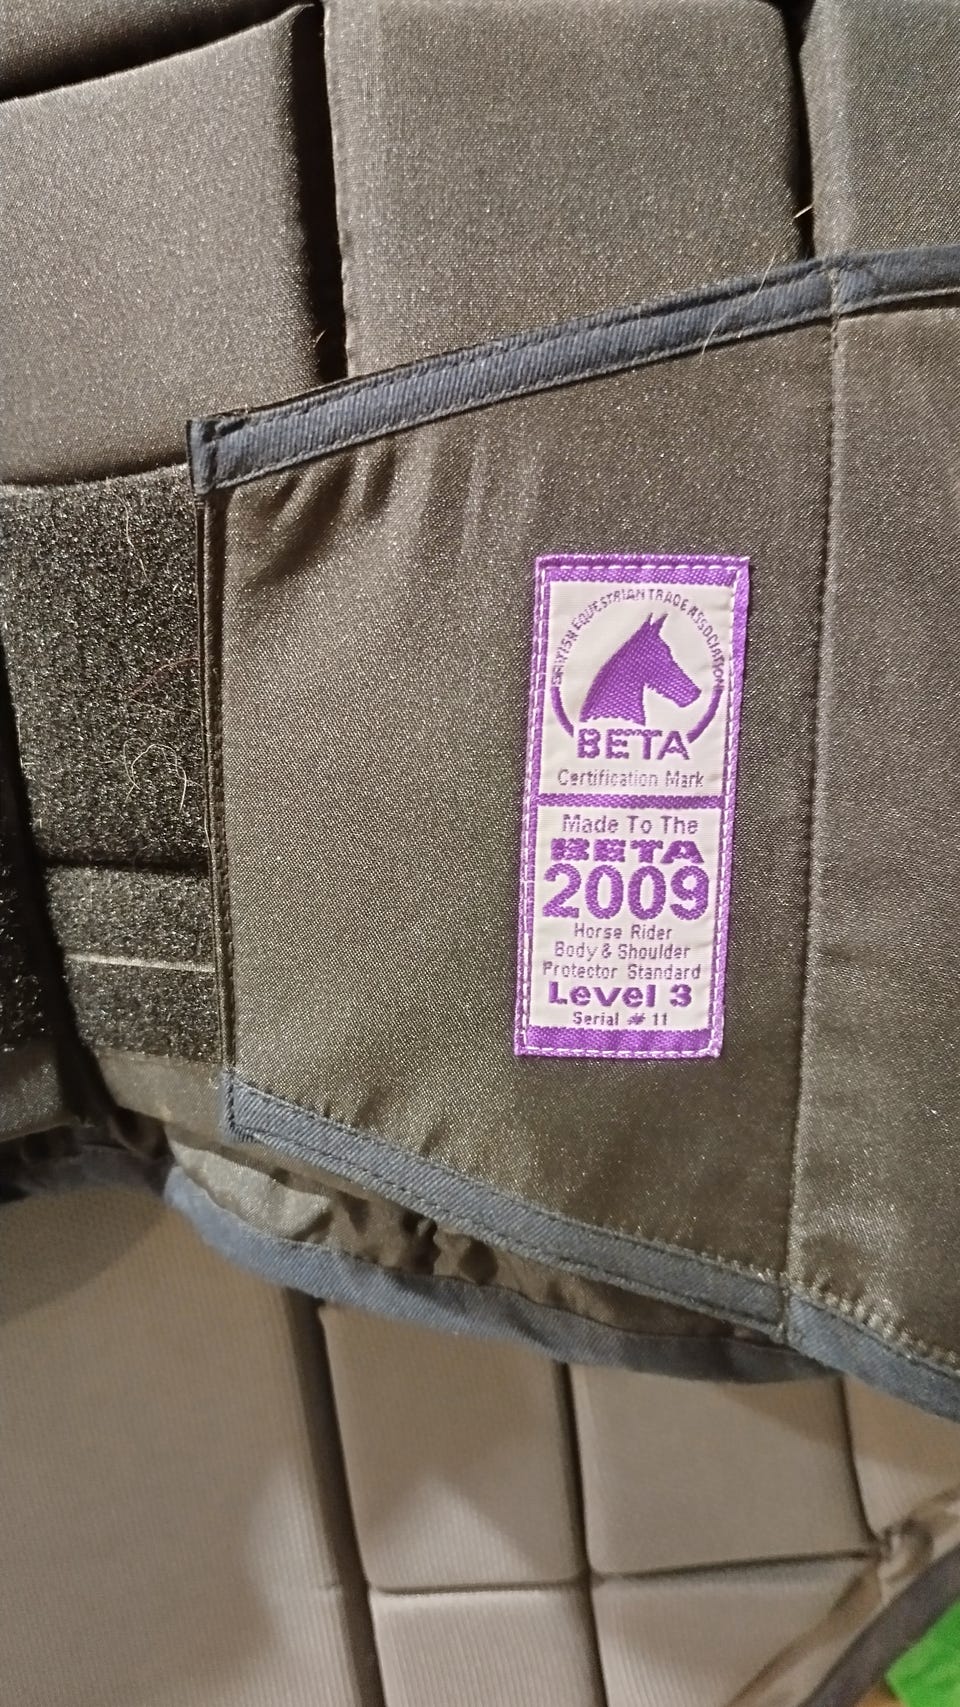 BRITISH EQUESTRIAN TRADE ASSOCIATION
BETA
Certification Mark
Made To The
BETA
2009
Horse Rider
Body & Shoulder
Protector Standard
Level 3
Serial # 11